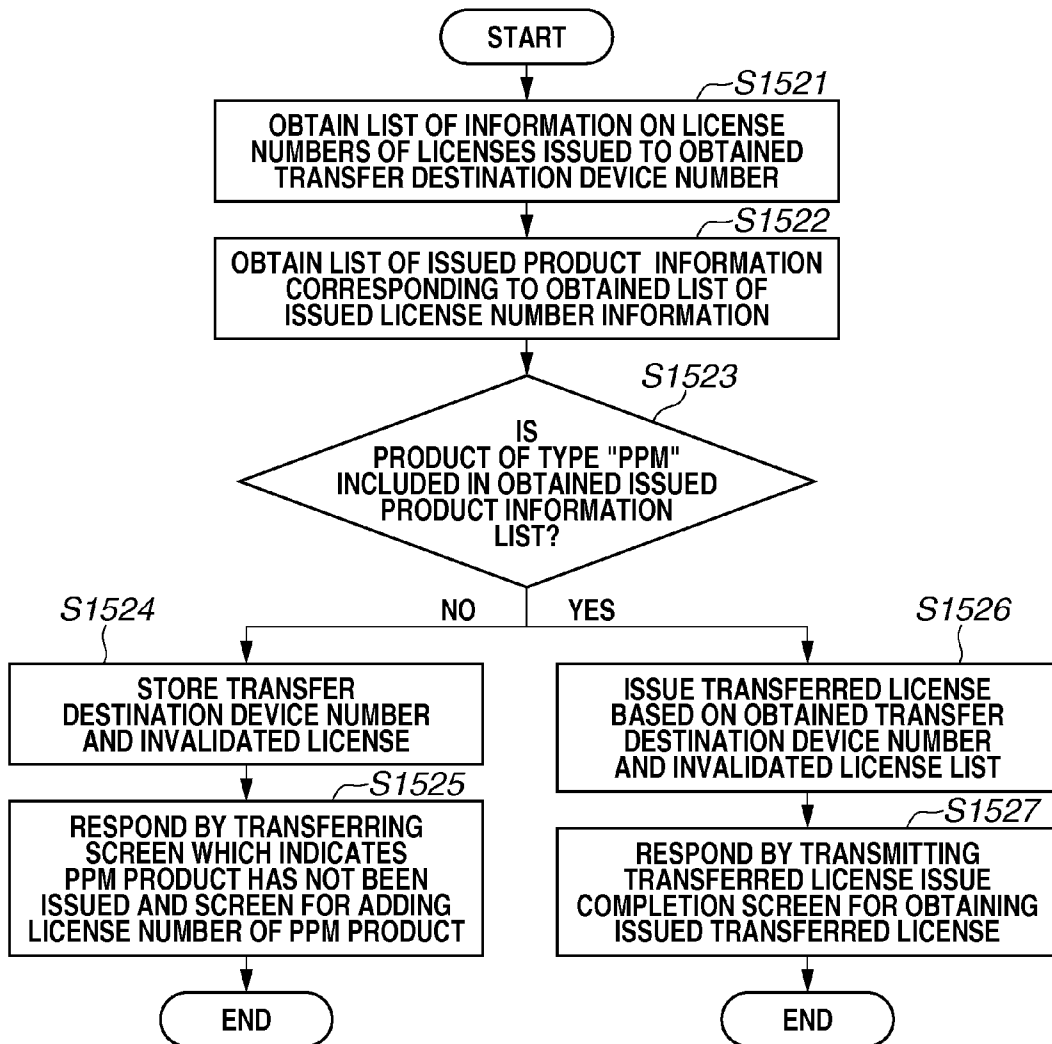 START
S1521
OBTAIN LIST OF INFORMATION ON LICENSE
NUMBERS OF LICENSES ISSUED TO OBTAINED
TRANSFER DESTINATION DEVICE NUMBER
S1522
OBTAIN LIST OF ISSUED PRODUCT INFORMATION
CORRESPONDING TO OBTAINED LIST OF
ISSUED LICENSE NUMBER INFORMATION
S1523
IS
PRODUCT OF TYPE "PPM"
INCLUDED IN OBTAINED ISSUED
PRODUCT INFORMATION
LIST?
NO
YES
S1524
STORE TRANSFER
DESTINATION DEVICE NUMBER
AND INVALIDATED LICENSE
S1525
RESPOND BY TRANSFERRING
SCREEN WHICH INDICATES
PPM PRODUCT HAS NOT BEEN
ISSUED AND SCREEN FOR ADDING
LICENSE NUMBER OF PPM PRODUCT
END
S1526
ISSUE TRANSFERRED LICENSE
BASED ON OBTAINED TRANSFER
DESTINATION DEVICE NUMBER
AND INVALIDATED LICENSE LIST
S1527
RESPOND BY TRANSMITTING
TRANSFERRED LICENSE ISSUE
COMPLETION SCREEN FOR OBTAINING
ISSUED TRANSFERRED LICENSE
END